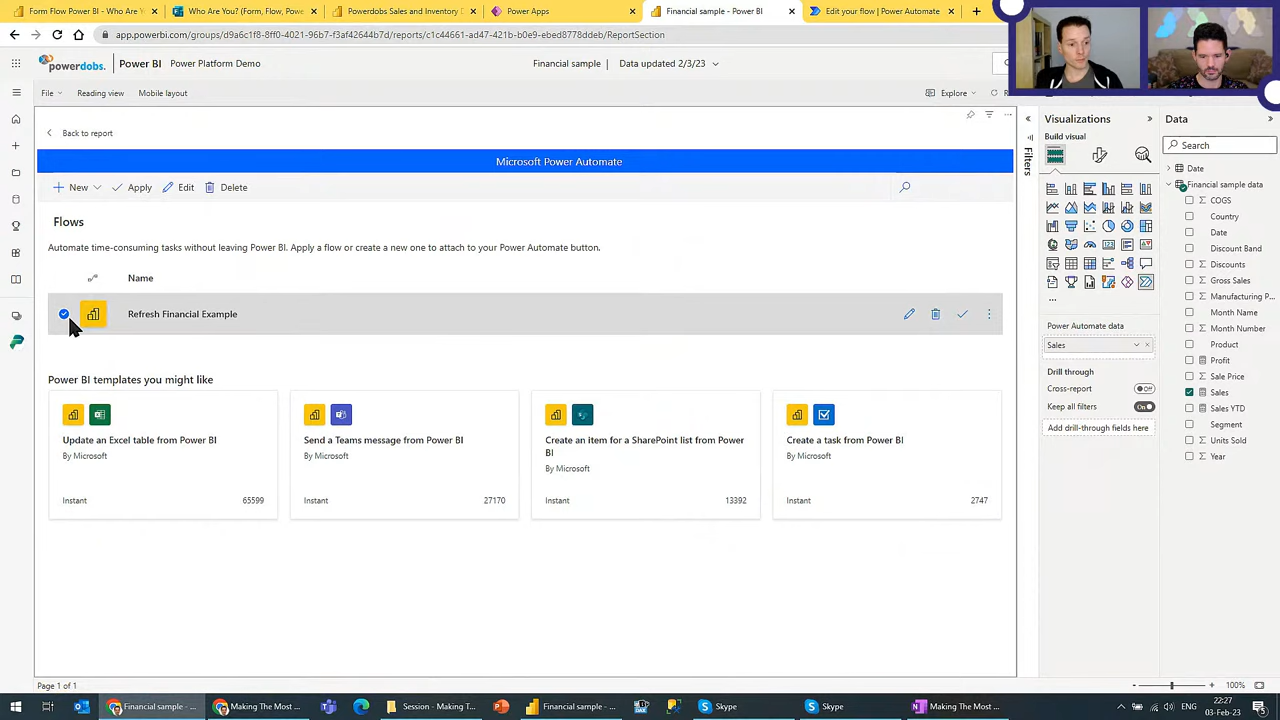 Form Flow Power BI - Who Are Y
Who Are You? (Form, Flow, Powe
Powerdobs Sales and Inventory D
Power Apps
Financial sample - Power BI
Edit your flow | Power Automate
app.powerbi.com/groups/d9a6c1f8-8ff0-4021-96b7-f3af42644b7d/reports/c1c44661-d417-421b-b0e9-ebed8778ddeb/ReportSection
powerdobs Power BI Power Platform Demo
Financial sample Data updated 2/3/23
File Reading view Mobile layout
Explore
Back to report
Microsoft Power Automate
New Apply Edit Delete
Flows
Automate time-consuming tasks without leaving Power BI. Apply a flow or create a new one to attach to your Power Automate button.
Name
Refresh Financial Example
Power BI templates you might like
Update an Excel table from Power BI
By Microsoft
Instant 65599
Send a Teams message from Power BI
By Microsoft
Instant 27170
Create an item for a SharePoint list from Power
BI
By Microsoft
Instant 13392
Create a task from Power BI
By Microsoft
Instant 2747
Filters
Visualizations
Build visual
123
...
Power Automate data
Sales
Drill through
Cross-report Off
Keep all filters On
Add drill-through fields here
Data
Search
Date
Financial sample data
COGS
Country
Date
Discount Band
Discounts
Gross Sales
Manufacturing P...
Month Name
Month Number
Product
Profit
Sale Price
Sales
Sales YTD
Segment
Units Sold
Year
Page 1 of 1
100%
Financial sample - ...
Making The Most ...
Session - Making T...
Financial sample - ...
Skype
Skype
Making The Most ...
22:27
03-Feb-23